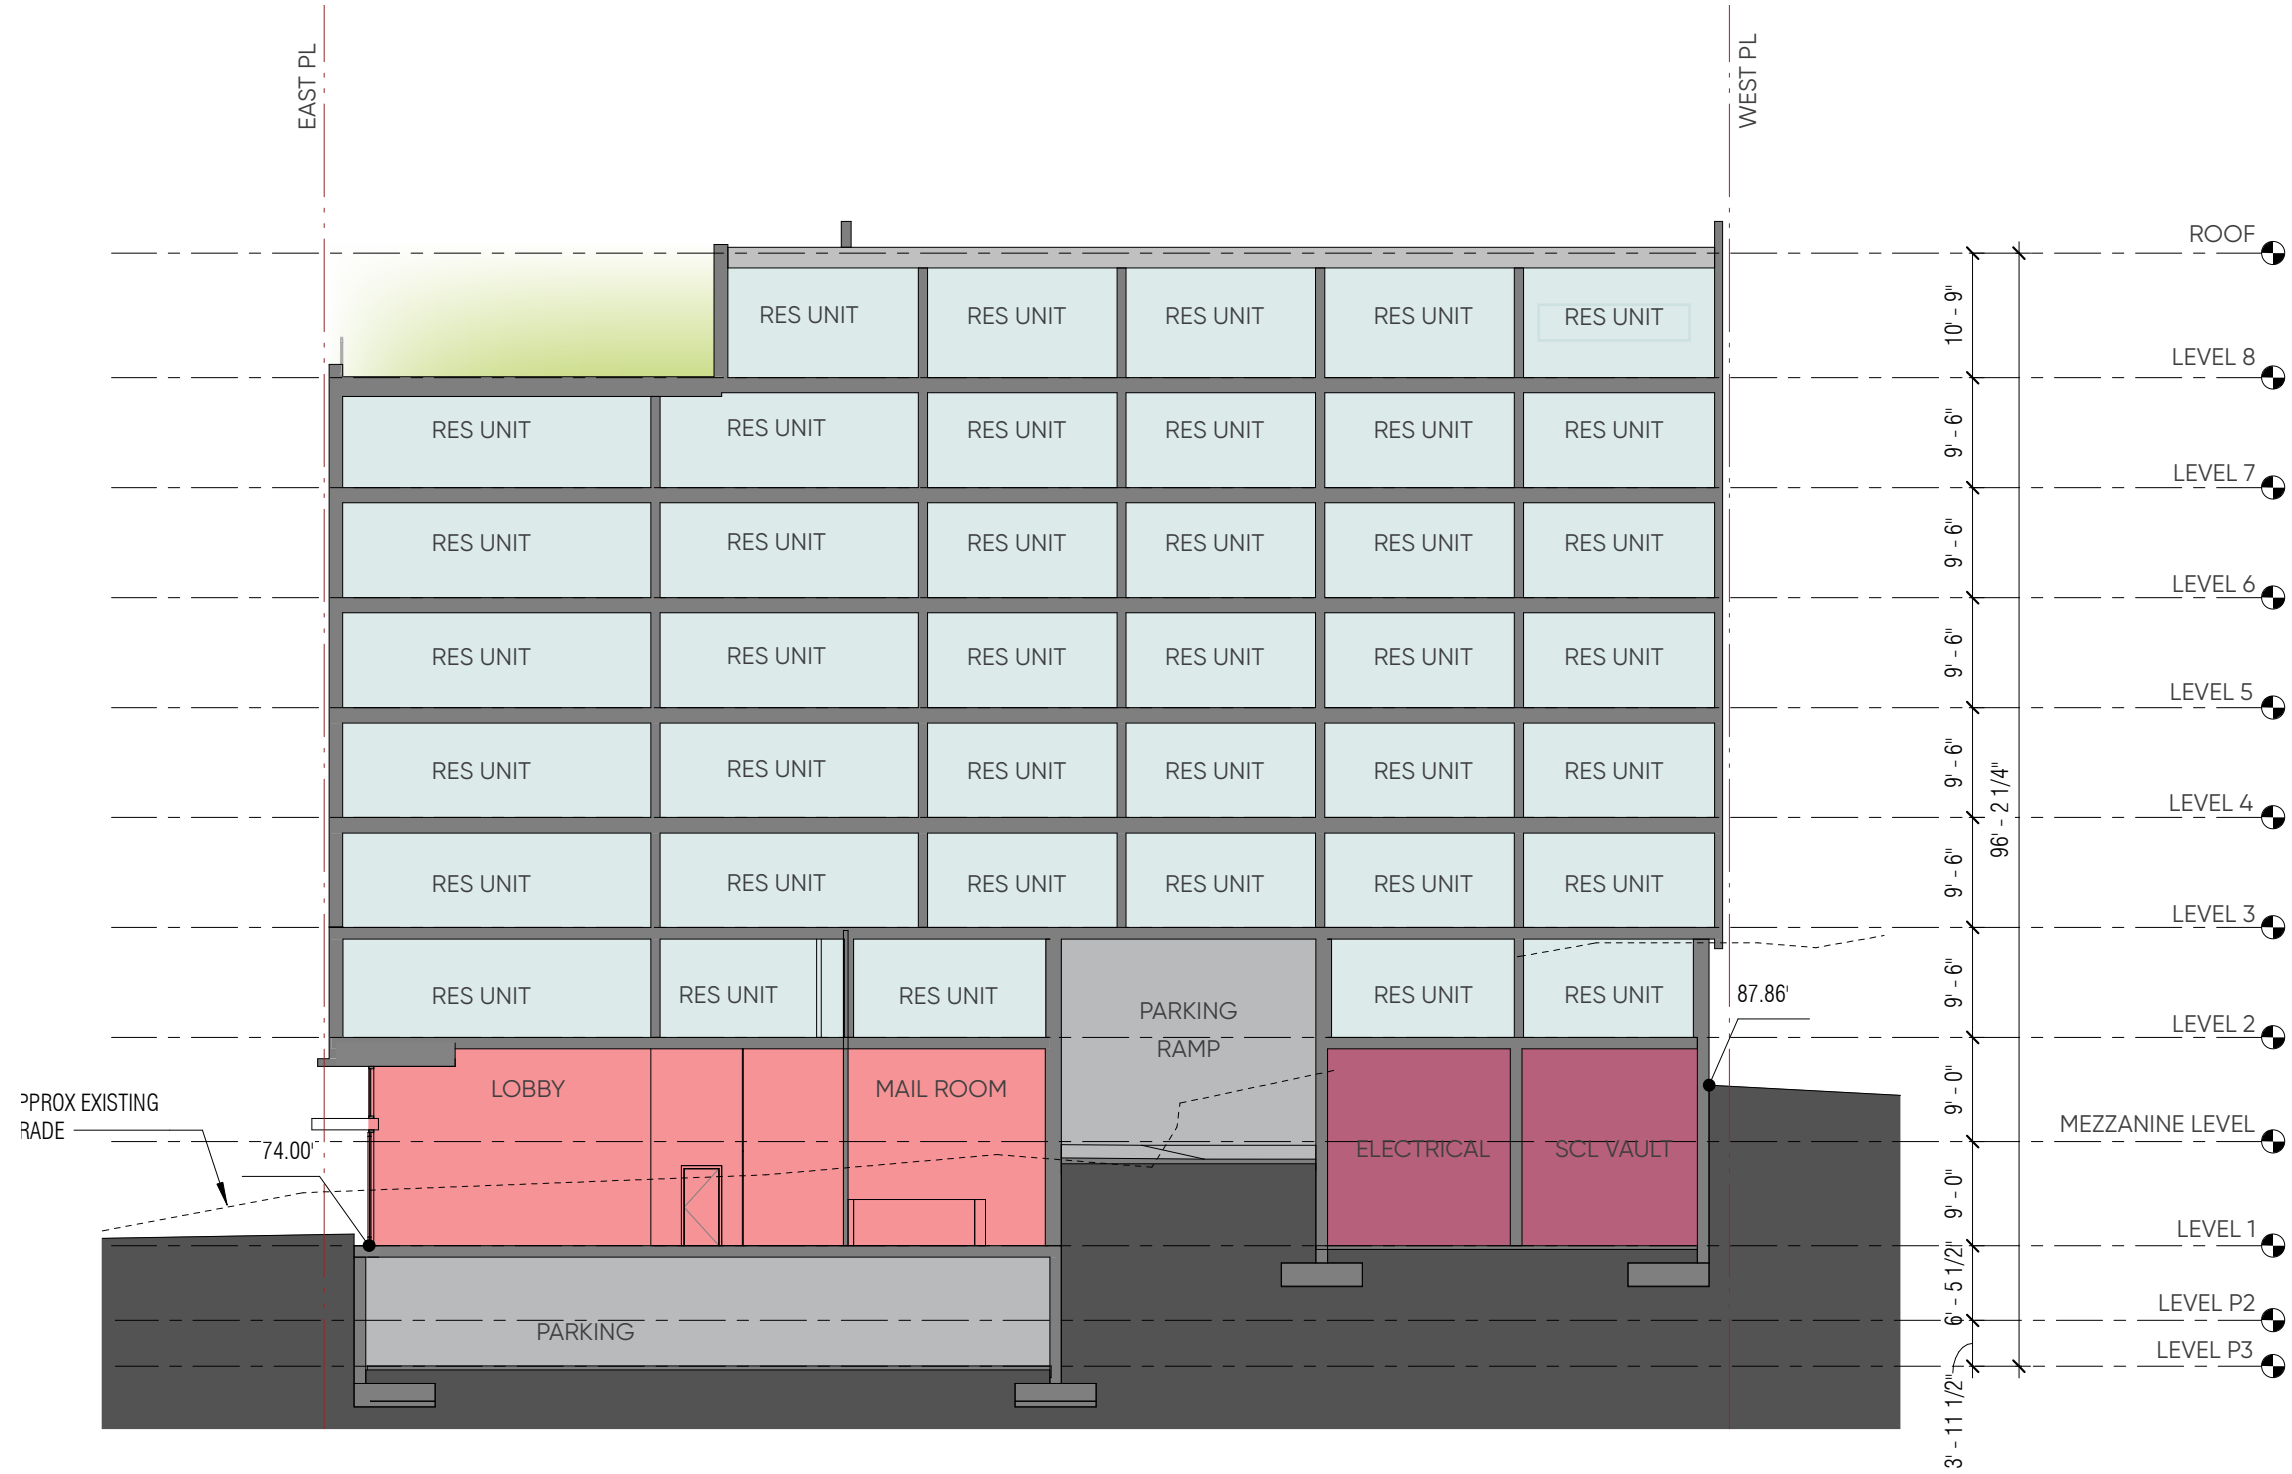 EAST PL
WEST PL
ROOF
10' - 9"
RES UNIT RES UNIT RES UNIT RES UNIT RES UNIT
LEVEL 8
9' - 6"
RES UNIT RES UNIT RES UNIT RES UNIT RES UNIT RES UNIT
LEVEL 7
9' - 6"
RES UNIT RES UNIT RES UNIT RES UNIT RES UNIT RES UNIT
LEVEL 6
9' - 6"
RES UNIT RES UNIT RES UNIT RES UNIT RES UNIT RES UNIT
LEVEL 5
9' - 6"
RES UNIT RES UNIT RES UNIT RES UNIT RES UNIT RES UNIT
96' - 2 1/4"
LEVEL 4
9' - 6"
RES UNIT RES UNIT RES UNIT RES UNIT RES UNIT RES UNIT
LEVEL 3
9' - 6"
RES UNIT RES UNIT RES UNIT
PARKING
RAMP
RES UNIT RES UNIT
87.86'
LEVEL 2
9' - 0"
LOBBY
MAIL ROOM
PPROX EXISTING
RADE
74.00'
MEZZANINE LEVEL
ELECTRICAL
SCL VAULT
9' - 0"
LEVEL 1
6' - 5 1/2"
LEVEL P2
PARKING
LEVEL P3
3' - 11 1/2"